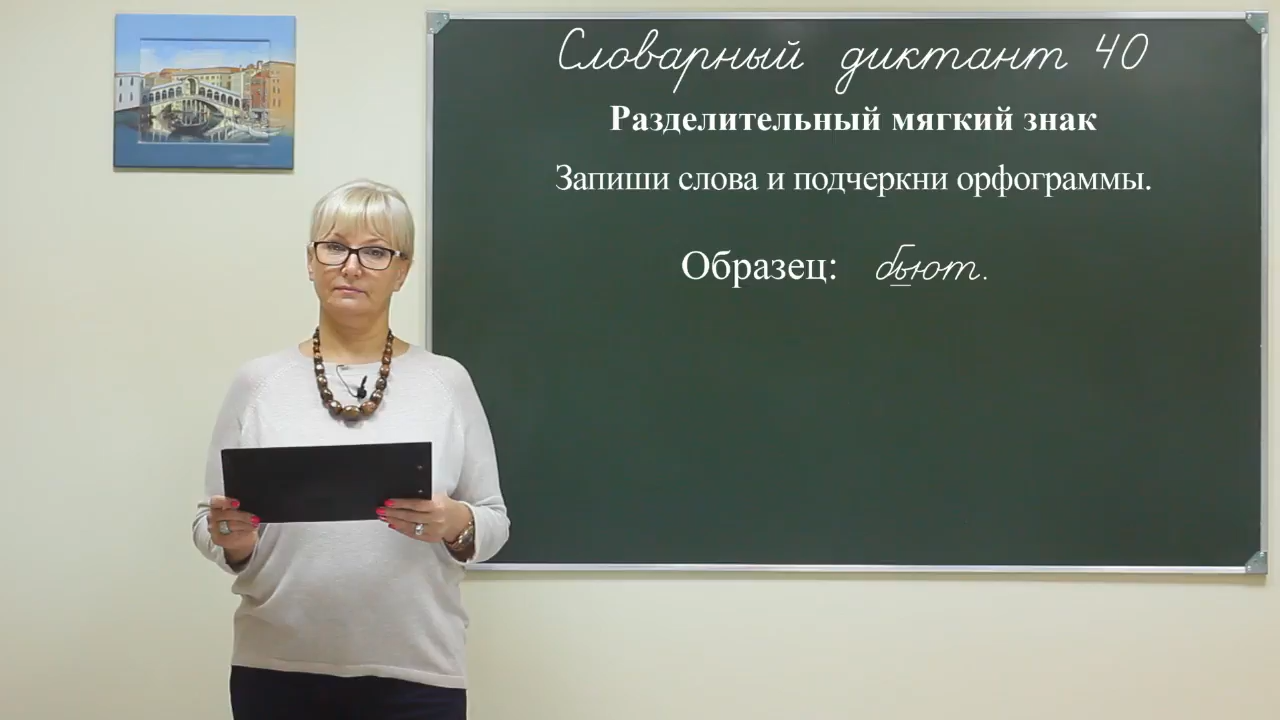 Словарный диктант 40
Разделительный мягкий знак
Запиши слова и подчеркни орфограммы.
Образец: бьют.